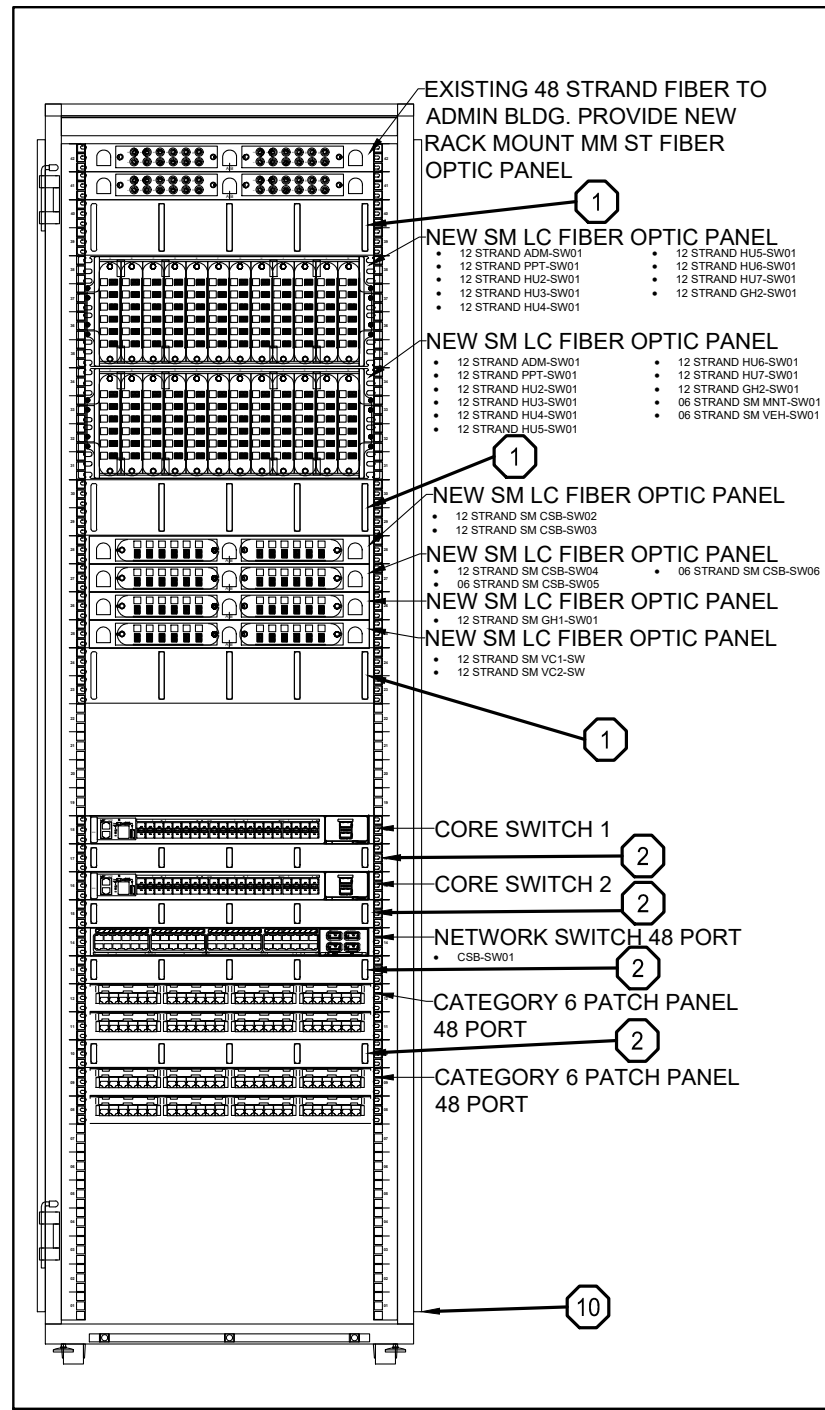 EXISTING 48 STRAND FIBER TO
ADMIN BLDG. PROVIDE NEW
RACK MOUNT MM ST FIBER
OPTIC PANEL
1
NEW SM LC FIBER OPTIC PANEL
• 12 STRAND ADM-SW01
• 12 STRAND PPT-SW01
• 12 STRAND HU2-SW01
• 12 STRAND HU3-SW01
• 12 STRAND HU4-SW01
• 12 STRAND HU5-SW01
• 12 STRAND HU6-SW01
• 12 STRAND HU7-SW01
• 12 STRAND GH2-SW01
NEW SM LC FIBER OPTIC PANEL
• 12 STRAND ADM-SW01
• 12 STRAND PPT-SW01
• 12 STRAND HU2-SW01
• 12 STRAND HU3-SW01
• 12 STRAND HU4-SW01
• 12 STRAND HU5-SW01
• 12 STRAND HU6-SW01
• 12 STRAND HU7-SW01
• 12 STRAND GH2-SW01
• 06 STRAND SM MNT-SW01
• 06 STRAND SM VEH-SW01
1
NEW SM LC FIBER OPTIC PANEL
• 12 STRAND SM CSB-SW02
• 12 STRAND SM CSB-SW03
NEW SM LC FIBER OPTIC PANEL
• 12 STRAND SM CSB-SW04
• 06 STRAND SM CSB-SW05
• 06 STRAND SM CSB-SW06
NEW SM LC FIBER OPTIC PANEL
• 12 STRAND SM GH1-SW01
NEW SM LC FIBER OPTIC PANEL
• 12 STRAND SM VC1-SW
• 12 STRAND SM VC2-SW
1
CORE SWITCH 1
2
CORE SWITCH 2
2
NETWORK SWITCH 48 PORT
• CSB-SW01
2
CATEGORY 6 PATCH PANEL
48 PORT
2
CATEGORY 6 PATCH PANEL
48 PORT
10